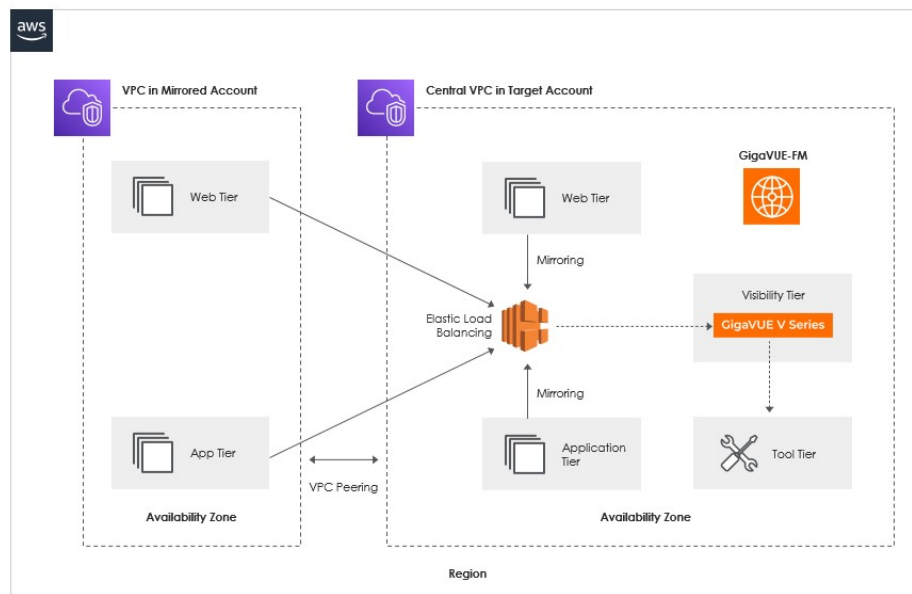 aws
VPC in Mirrored Account
Central VPC in Target Account
GigaVUE-FM
Web Tier
Web Tier
Mirroring
Visibility Tier
GigaVUE V Series
Elastic Load
Balancing
Mirroring
App Tier
Application
Tier
Tool Tier
VPC Peering
Availability Zone
Availability Zone
Region